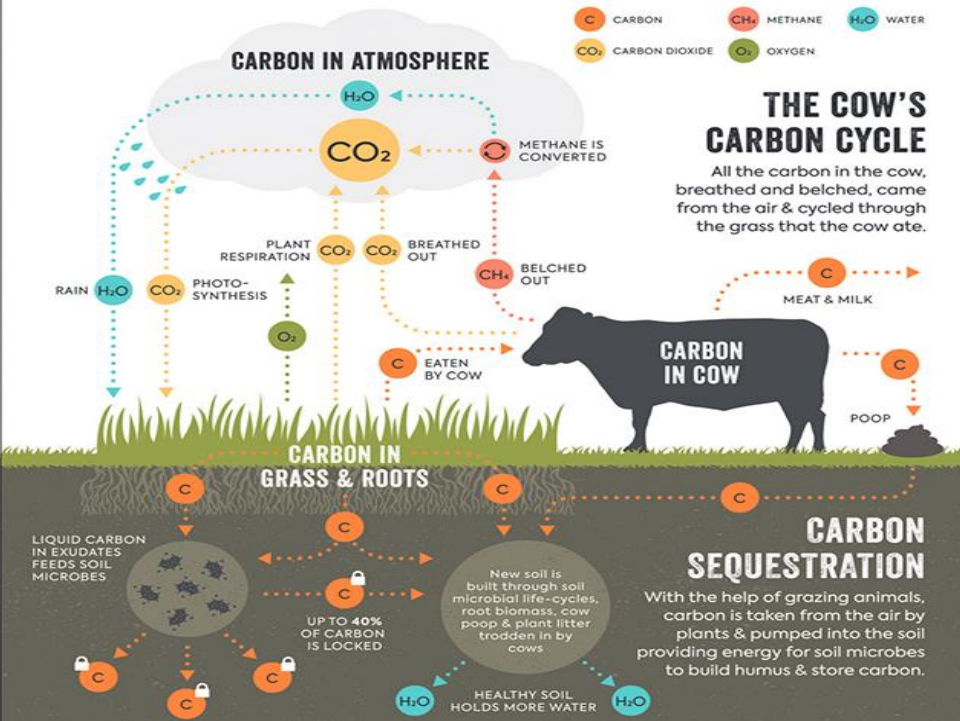 C CARBON
CH₄ METHANE
H₂O WATER
CO₂ CARBON DIOXIDE
O₂ OXYGEN
CARBON IN ATMOSPHERE
H₂O
CO₂
METHANE IS
CONVERTED
THE COW'S
CARBON CYCLE
All the carbon in the cow,
breathed and belched, came
from the air & cycled through
the grass that the cow ate.
RAIN H₂O
CO₂ PHOTO-
SYNTHESIS
O₂
PLANT
RESPIRATION
CO₂
CO₂ BREATHED
OUT
CH₄ BELCHED
OUT
C EATEN
BY COW
C
MEAT & MILK
CARBON
IN COW
C
POOP
CARBON IN
GRASS & ROOTS
C
C
C
C
LIQUID CARBON
IN EXUDATES
FEEDS SOIL
MICROBES
C
UP TO 40%
OF CARBON
IS LOCKED
New soil is
built through soil
microbial life-cycles,
root biomass, cow
poop & plant litter
trodden in by
cows
CARBON
SEQUESTRATION
With the help of grazing animals,
carbon is taken from the air by
plants & pumped into the soil
providing energy for soil microbes
to build humus & store carbon.
C
C
C
H₂O
HEALTHY SOIL
HOLDS MORE WATER
H₂O